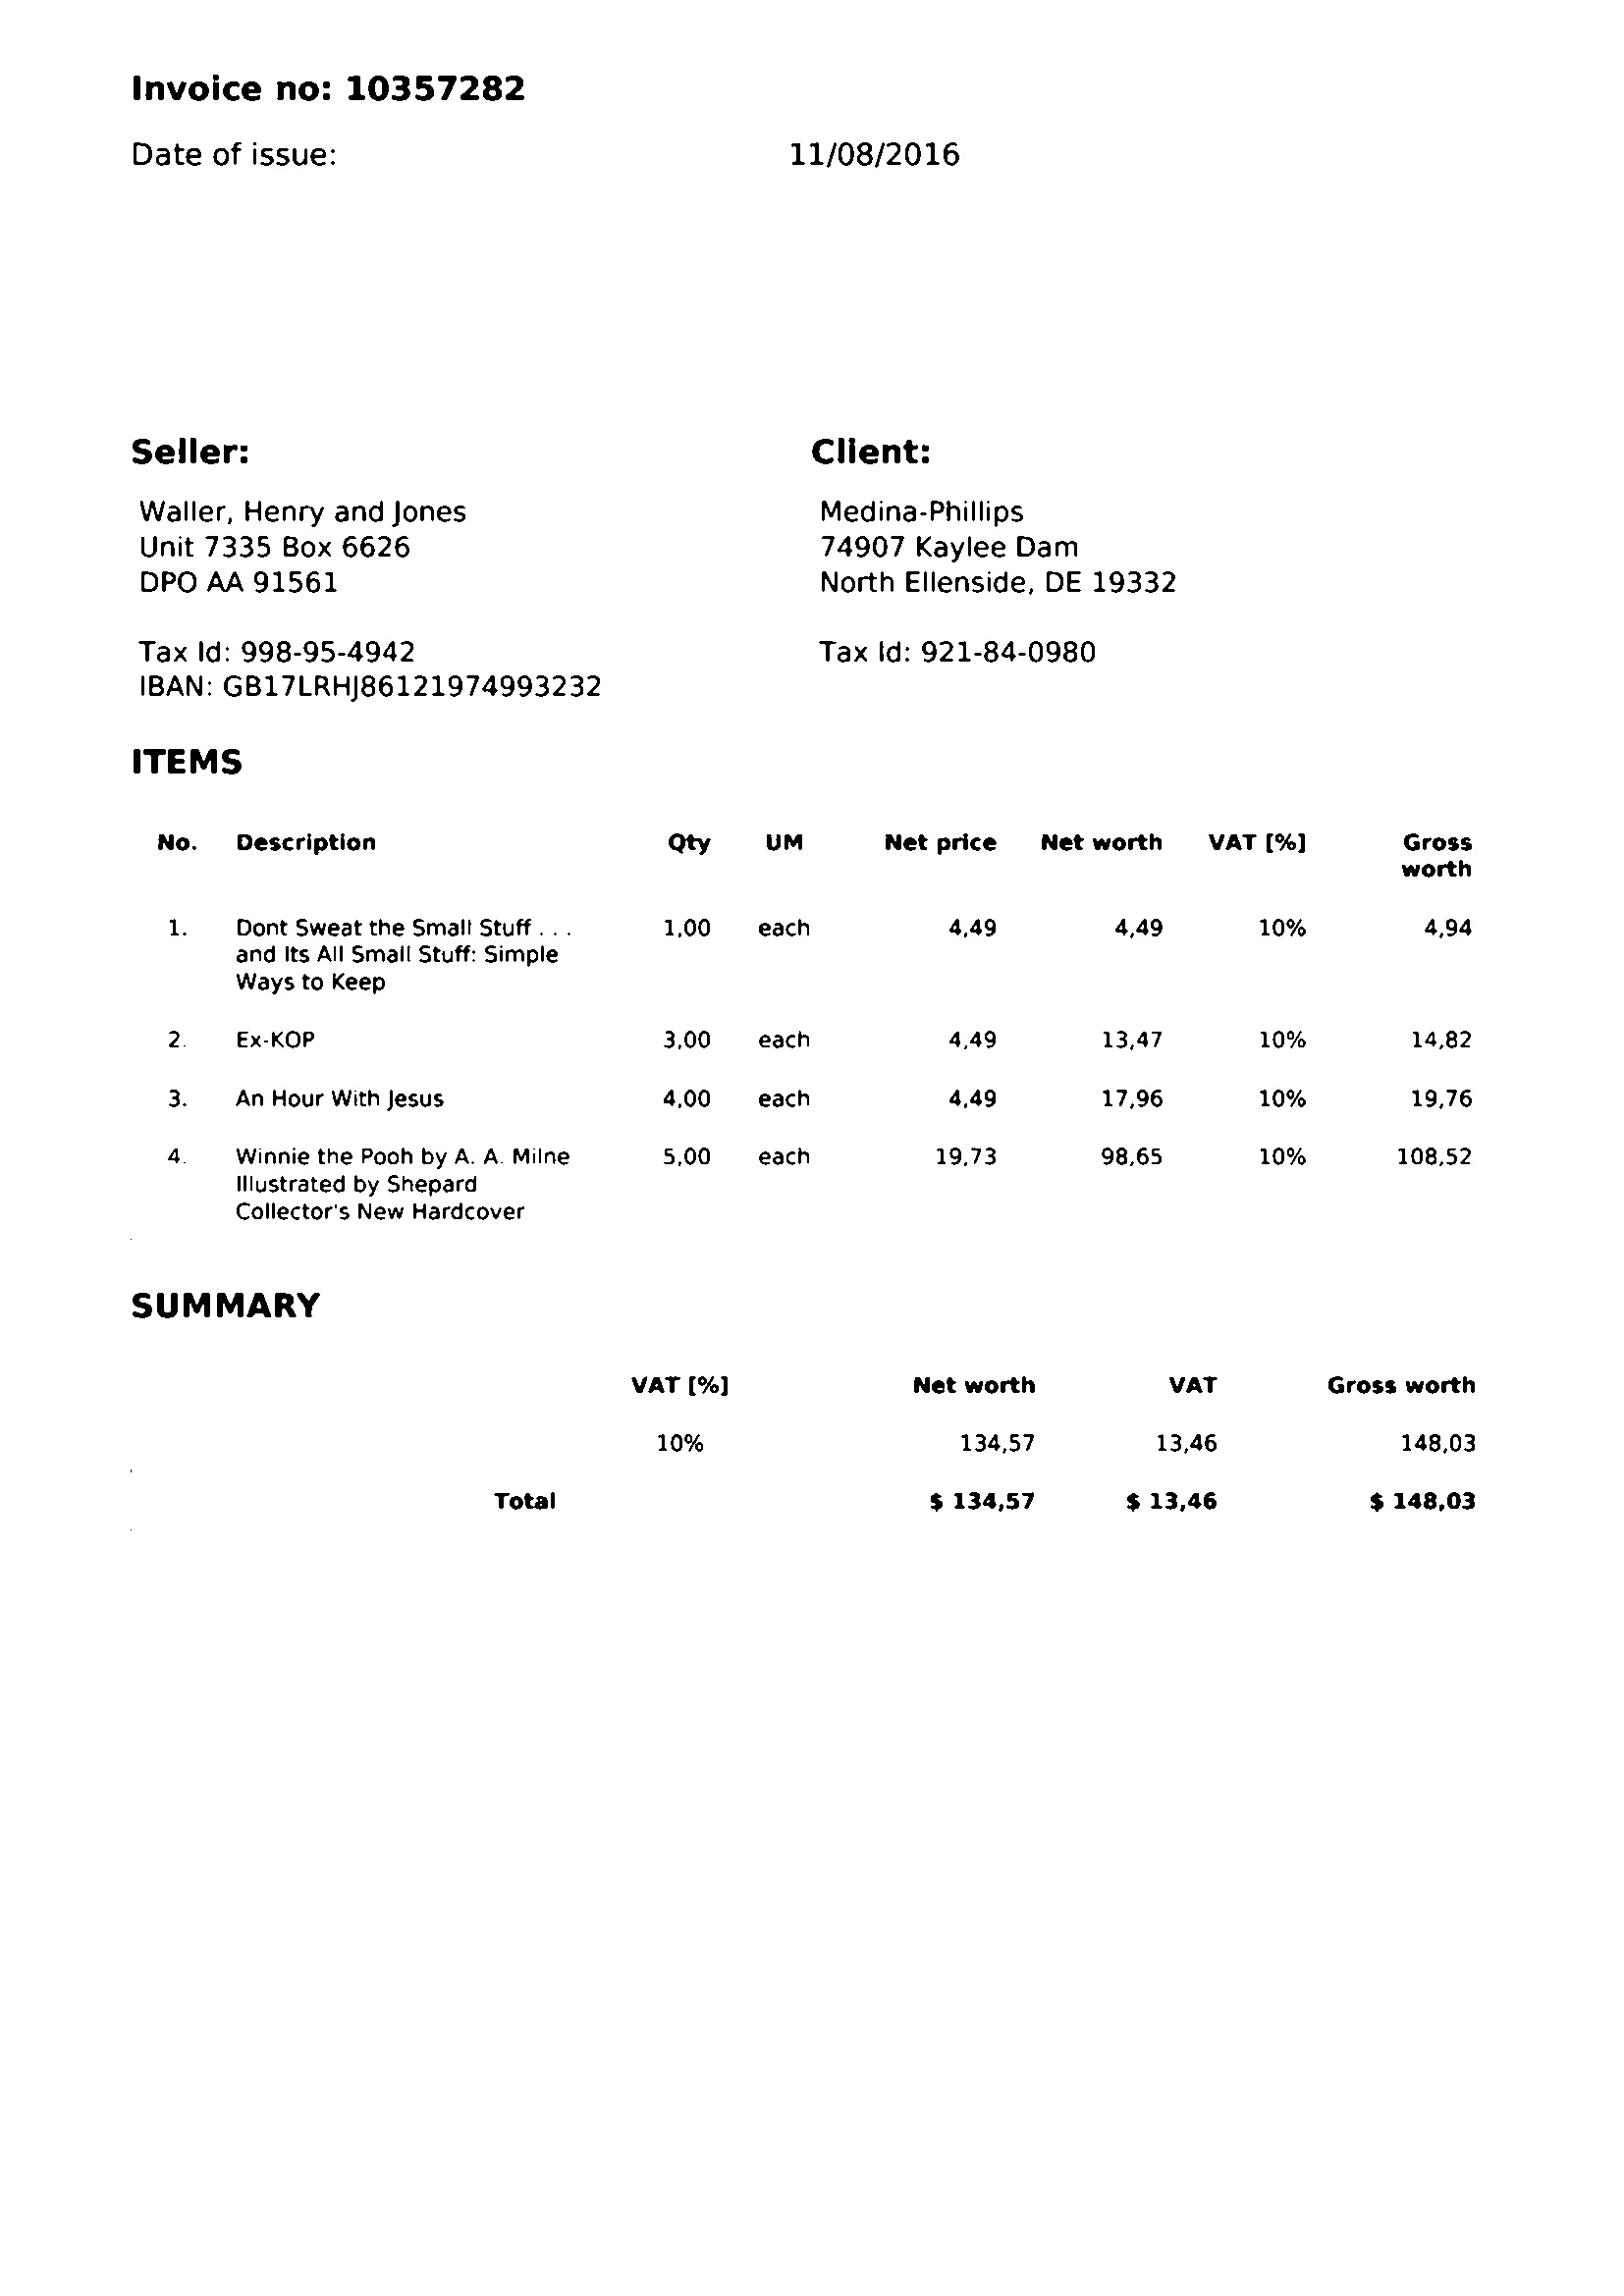 Invoice no: 10357282
Date of issue: 11/08/2016
Seller:
Waller, Henry and Jones
Unit 7335 Box 6626
DPO AA 91561
Tax Id: 998-95-4942
IBAN: GB17LRHJ86121974993232
Client:
Medina-Phillips
74907 Kaylee Dam
North Ellenside, DE 19332
Tax Id: 921-84-0980
ITEMS
No. Description Qty UM Net price Net worth VAT [%] Gross
worth
1. Dont Sweat the Small Stuff . . . 1,00 each 4,49 4,49 10% 4,94
and Its All Small Stuff: Simple
Ways to Keep
2. Ex-KOP 3,00 each 4,49 13,47 10% 14,82
3. An Hour With Jesus 4,00 each 4,49 17,96 10% 19,76
4. Winnie the Pooh by A. A. Milne 5,00 each 19,73 98,65 10% 108,52
Illustrated by Shepard
Collector's New Hardcover
SUMMARY
VAT [%] Net worth VAT Gross worth
10% 134,57 13,46 148,03
Total $ 134,57 $ 13,46 $ 148,03